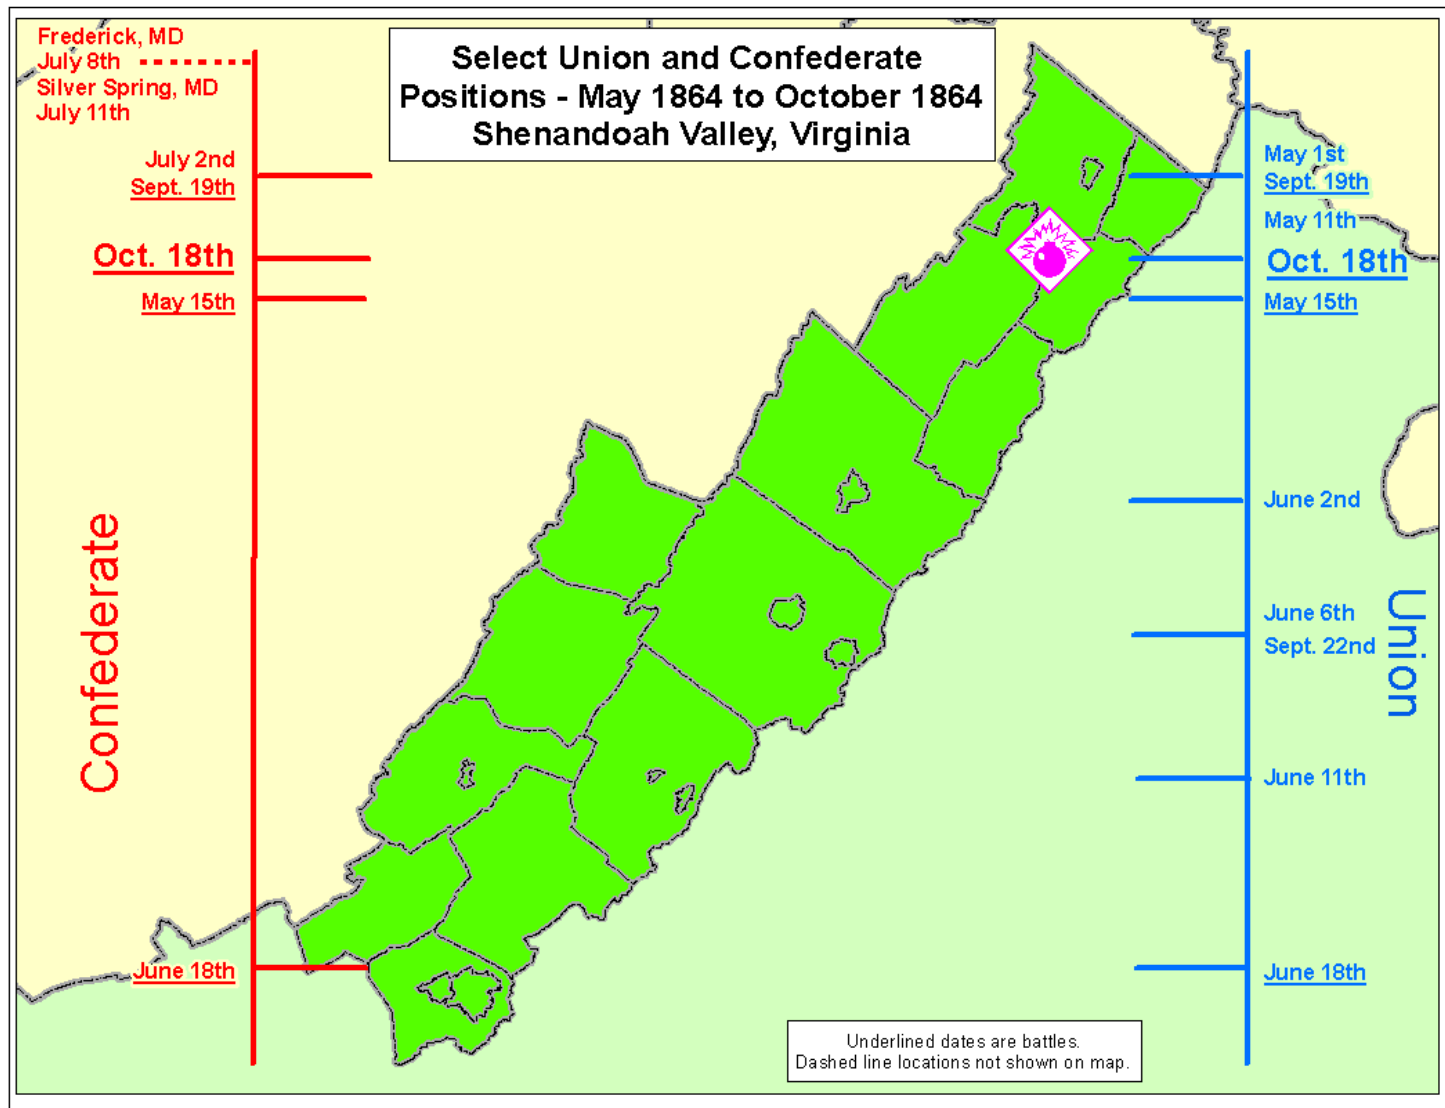 Select Union and Confederate
Positions - May 1864 to October 1864
Shenandoah Valley, Virginia
Frederick, MD
July 8th
Silver Spring, MD
July 11th
July 2nd
Sept. 19th
Oct. 18th
May 15th
Confederate
June 18th
May 1st
Sept. 19th
May 11th
Oct. 18th
May 15th
June 2nd
June 6th
Sept. 22nd
Union
June 11th
June 18th
Underlined dates are battles.
Dashed line locations not shown on map.